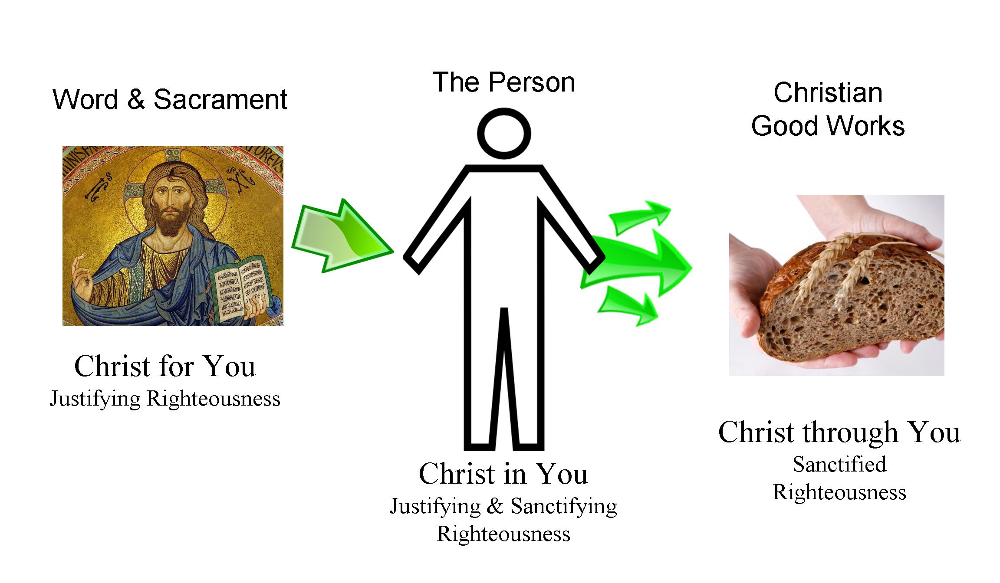 The Person
Word & Sacrament
Christian
Good Works
Christ for You
Justifying Righteousness
Christ in You
Justifying & Sanctifying
Righteousness
Christ through You
Sanctified
Righteousness